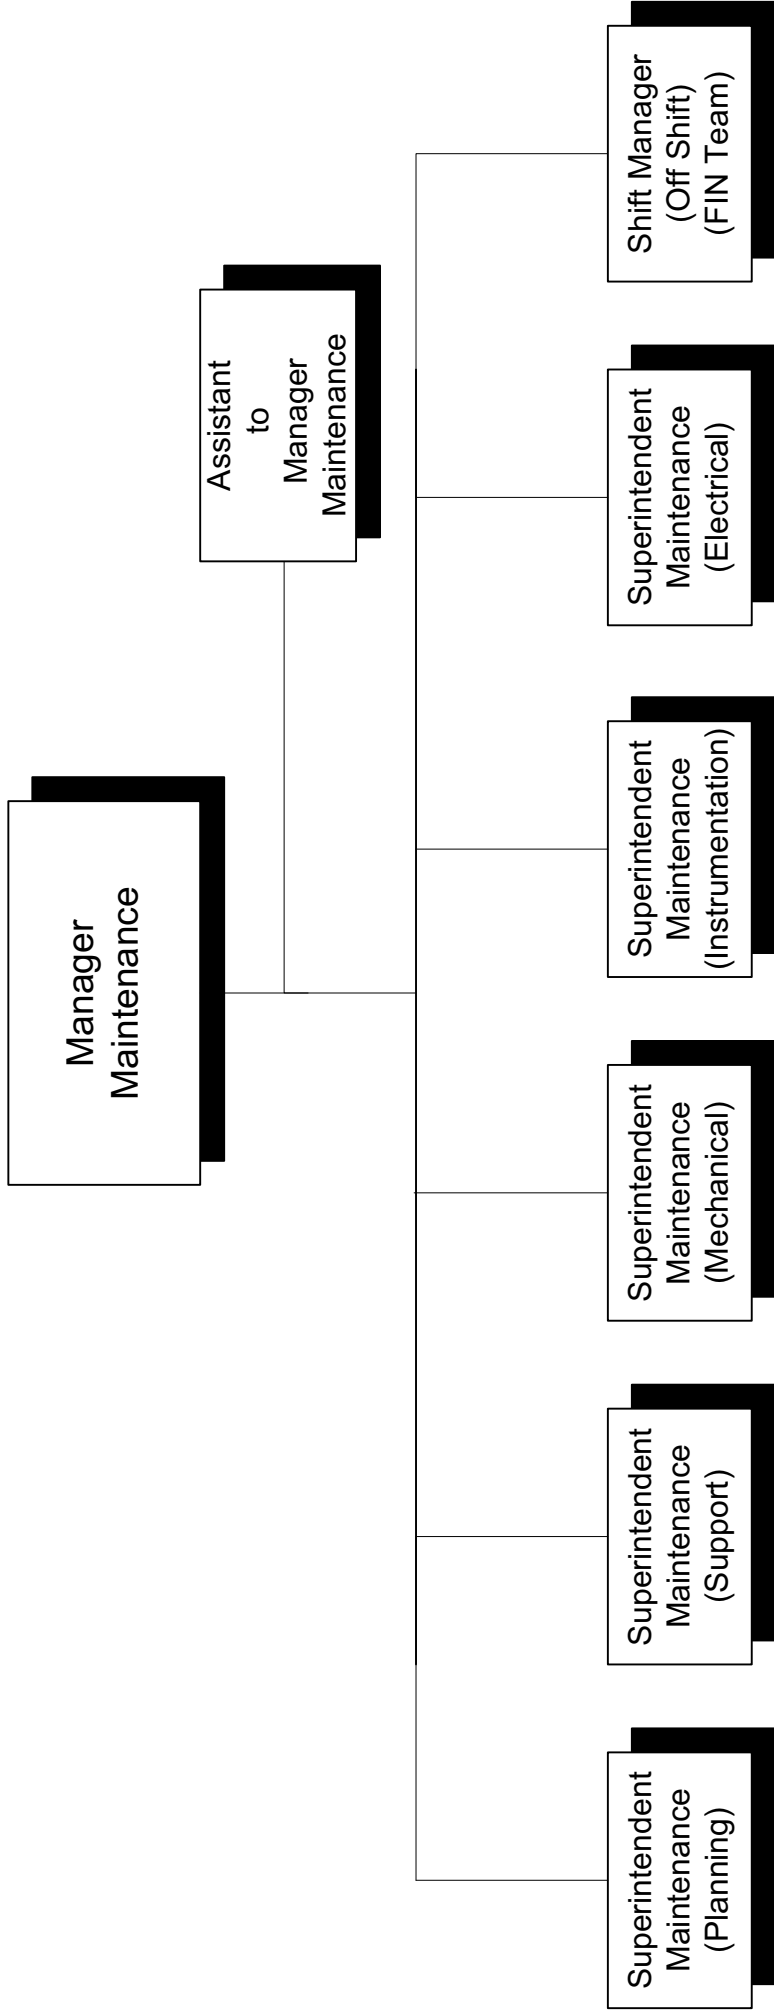 Manager
Maintenance
Assistant
to
Manager
Maintenance
Superintendent
Maintenance
(Planning)
Superintendent
Maintenance
(Support)
Superintendent
Maintenance
(Mechanical)
Superintendent
Maintenance
(Instrumentation)
Superintendent
Maintenance
(Electrical)
Shift Manager
(Off Shift)
(FIN Team)